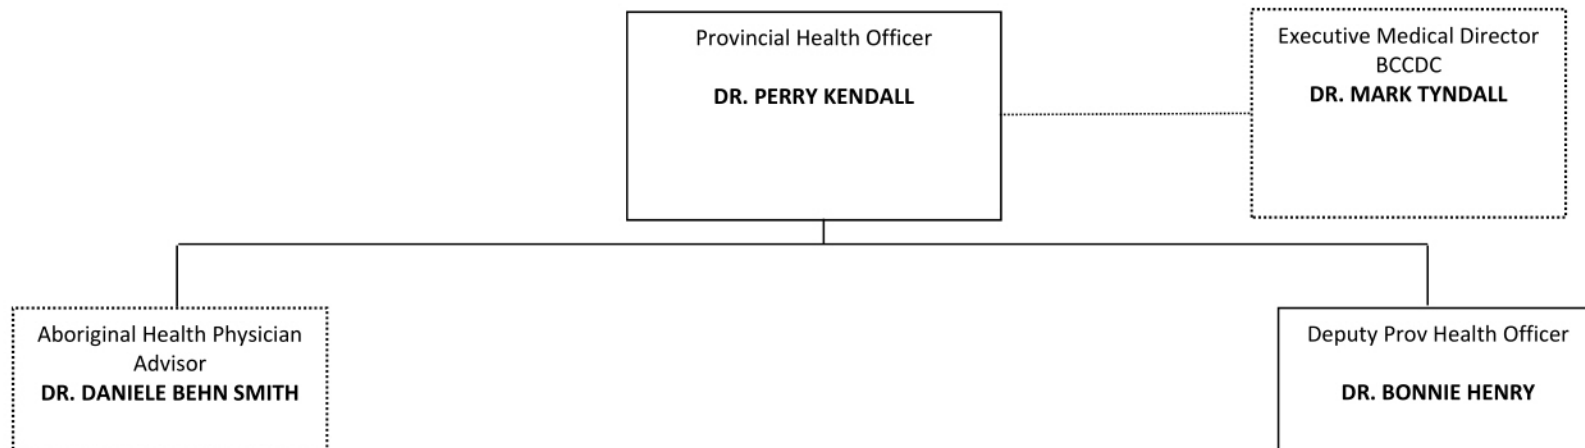 Provincial Health Officer
DR. PERRY KENDALL
Executive Medical Director
BCCDC
DR. MARK TYNDALL
Aboriginal Health Physician
Advisor
DR. DANIELE BEHN SMITH
Deputy Prov Health Officer
DR. BONNIE HENRY